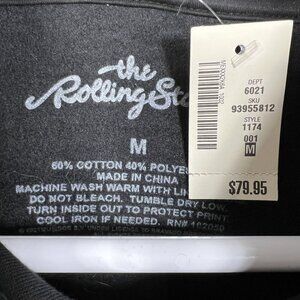 the
Rolling Sto
M
60% COTTON 40% POLYE
MADE IN CHINA
MACHINE WASH WARM WITH LI
DO NOT BLEACH. TUMBLE DRY LOW.
TURN INSIDE OUT TO PROTECT PRINT
COOL IRON IF NEEDED. RN#
DEPT
6021
SKU
93955812
STYLE
1174
001
M
$79.95